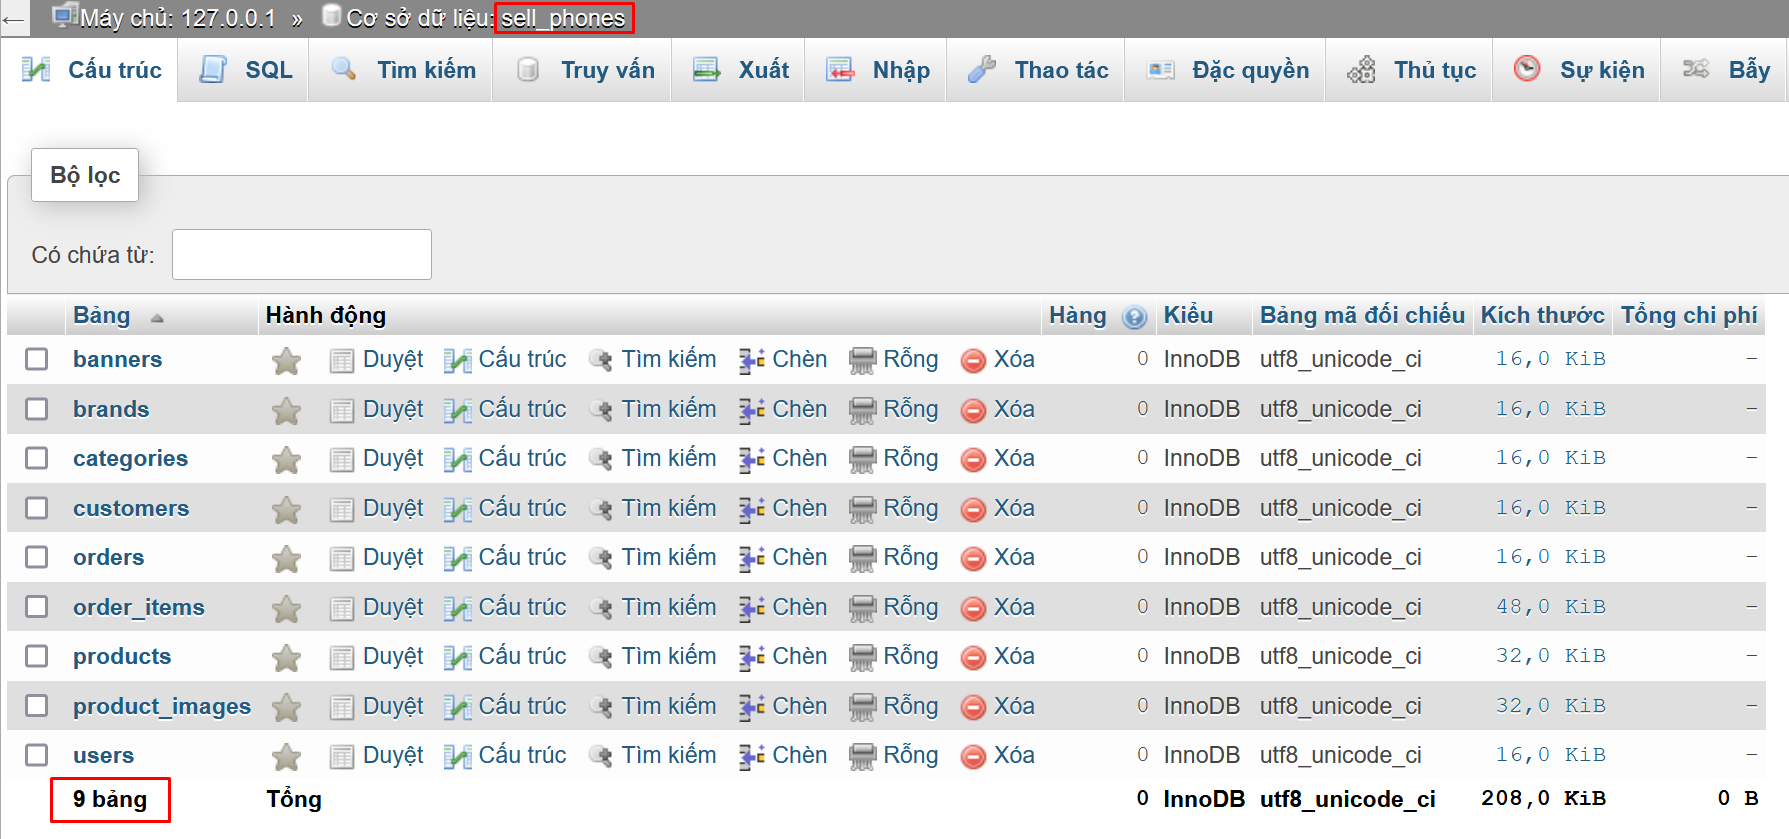 Máy chủ: 127.0.0.1 » Cơ sở dữ liệu: sell_phones
Cấu trúc SQL Tìm kiếm Truy vấn Xuất Nhập Thao tác Đặc quyền Thủ tục Sự kiện Bẫy
Bộ lọc
Có chứa từ:
Bảng Hành động Hàng Kiểu Bảng mã đối chiếu Kích thước Tổng chi phí
banners Duyệt Cấu trúc Tìm kiếm Chèn Rỗng Xóa 0 InnoDB utf8_unicode_ci 16,0 KiB -
brands Duyệt Cấu trúc Tìm kiếm Chèn Rỗng Xóa 0 InnoDB utf8_unicode_ci 16,0 KiB -
categories Duyệt Cấu trúc Tìm kiếm Chèn Rỗng Xóa 0 InnoDB utf8_unicode_ci 16,0 KiB -
customers Duyệt Cấu trúc Tìm kiếm Chèn Rỗng Xóa 0 InnoDB utf8_unicode_ci 16,0 KiB -
orders Duyệt Cấu trúc Tìm kiếm Chèn Rỗng Xóa 0 InnoDB utf8_unicode_ci 16,0 KiB -
order_items Duyệt Cấu trúc Tìm kiếm Chèn Rỗng Xóa 0 InnoDB utf8_unicode_ci 48,0 KiB -
products Duyệt Cấu trúc Tìm kiếm Chèn Rỗng Xóa 0 InnoDB utf8_unicode_ci 32,0 KiB -
product_images Duyệt Cấu trúc Tìm kiếm Chèn Rỗng Xóa 0 InnoDB utf8_unicode_ci 32,0 KiB -
users Duyệt Cấu trúc Tìm kiếm Chèn Rỗng Xóa 0 InnoDB utf8_unicode_ci 16,0 KiB -
9 bảng Tổng 0 InnoDB utf8_unicode_ci 208,0 KiB 0 B